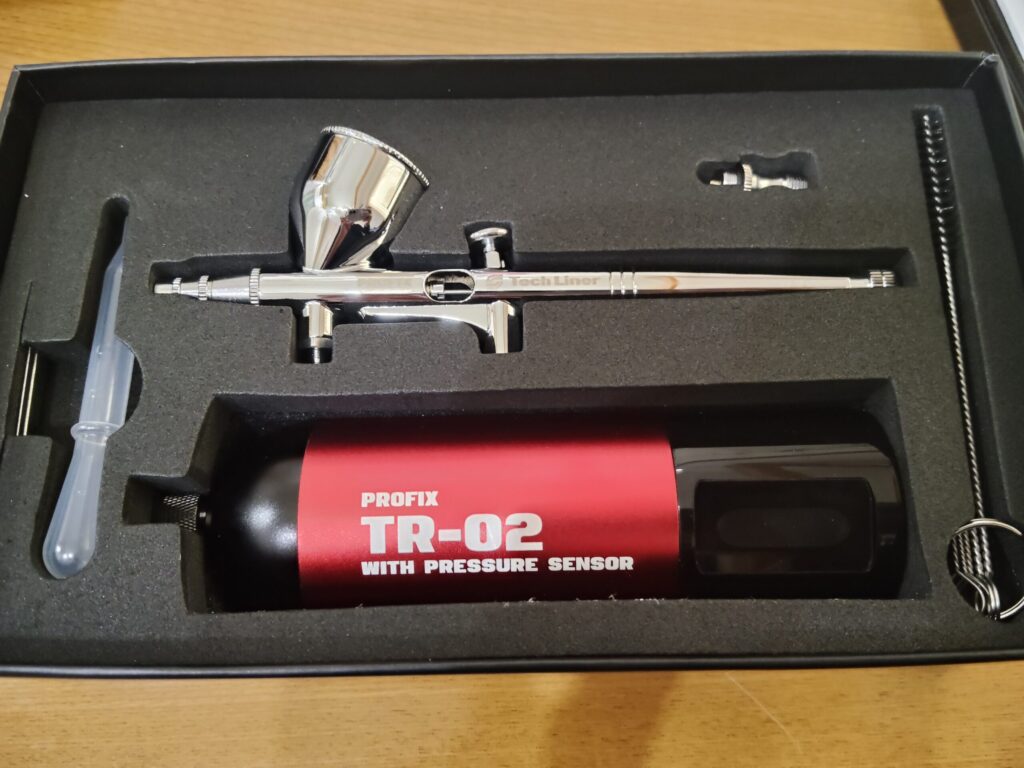 Tech Liner
PROFIX
TR-02
WITH PRESSURE SENSOR